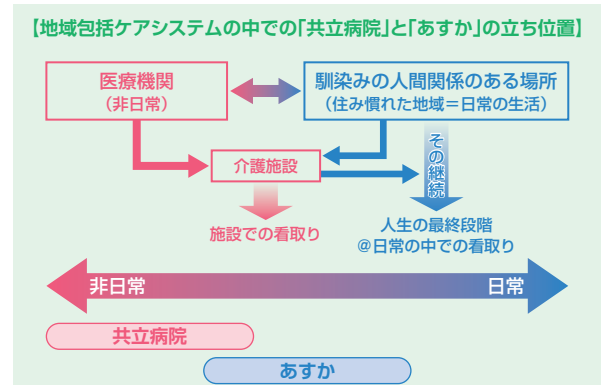 【地域包括ケアシステムの中での「共立病院」と「あすか」の立ち位置】
医療機関
(非日常)
馴染みの人間関係のある場所
(住み慣れた地域=日常の生活)
介護施設
その継続
施設での看取り
人生の最終段階
@日常の中での看取り
非日常
日常
共立病院
あすか